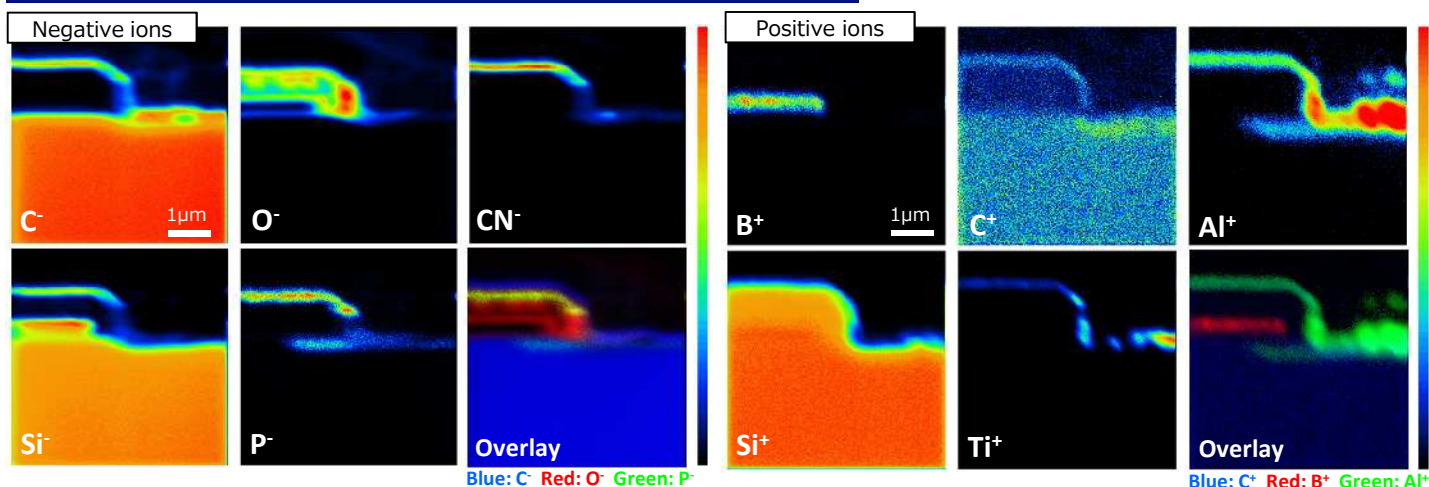 Negative ions
Positive ions
C⁻
1μm
O⁻
CN⁻
B⁺
1μm
C⁺
Al⁺
Si⁻
P⁻
Overlay
Si⁺
Ti⁺
Overlay
Blue: C⁻ Red: O⁻ Green: P⁻
Blue: C⁺ Red: B⁺ Green: Al⁺